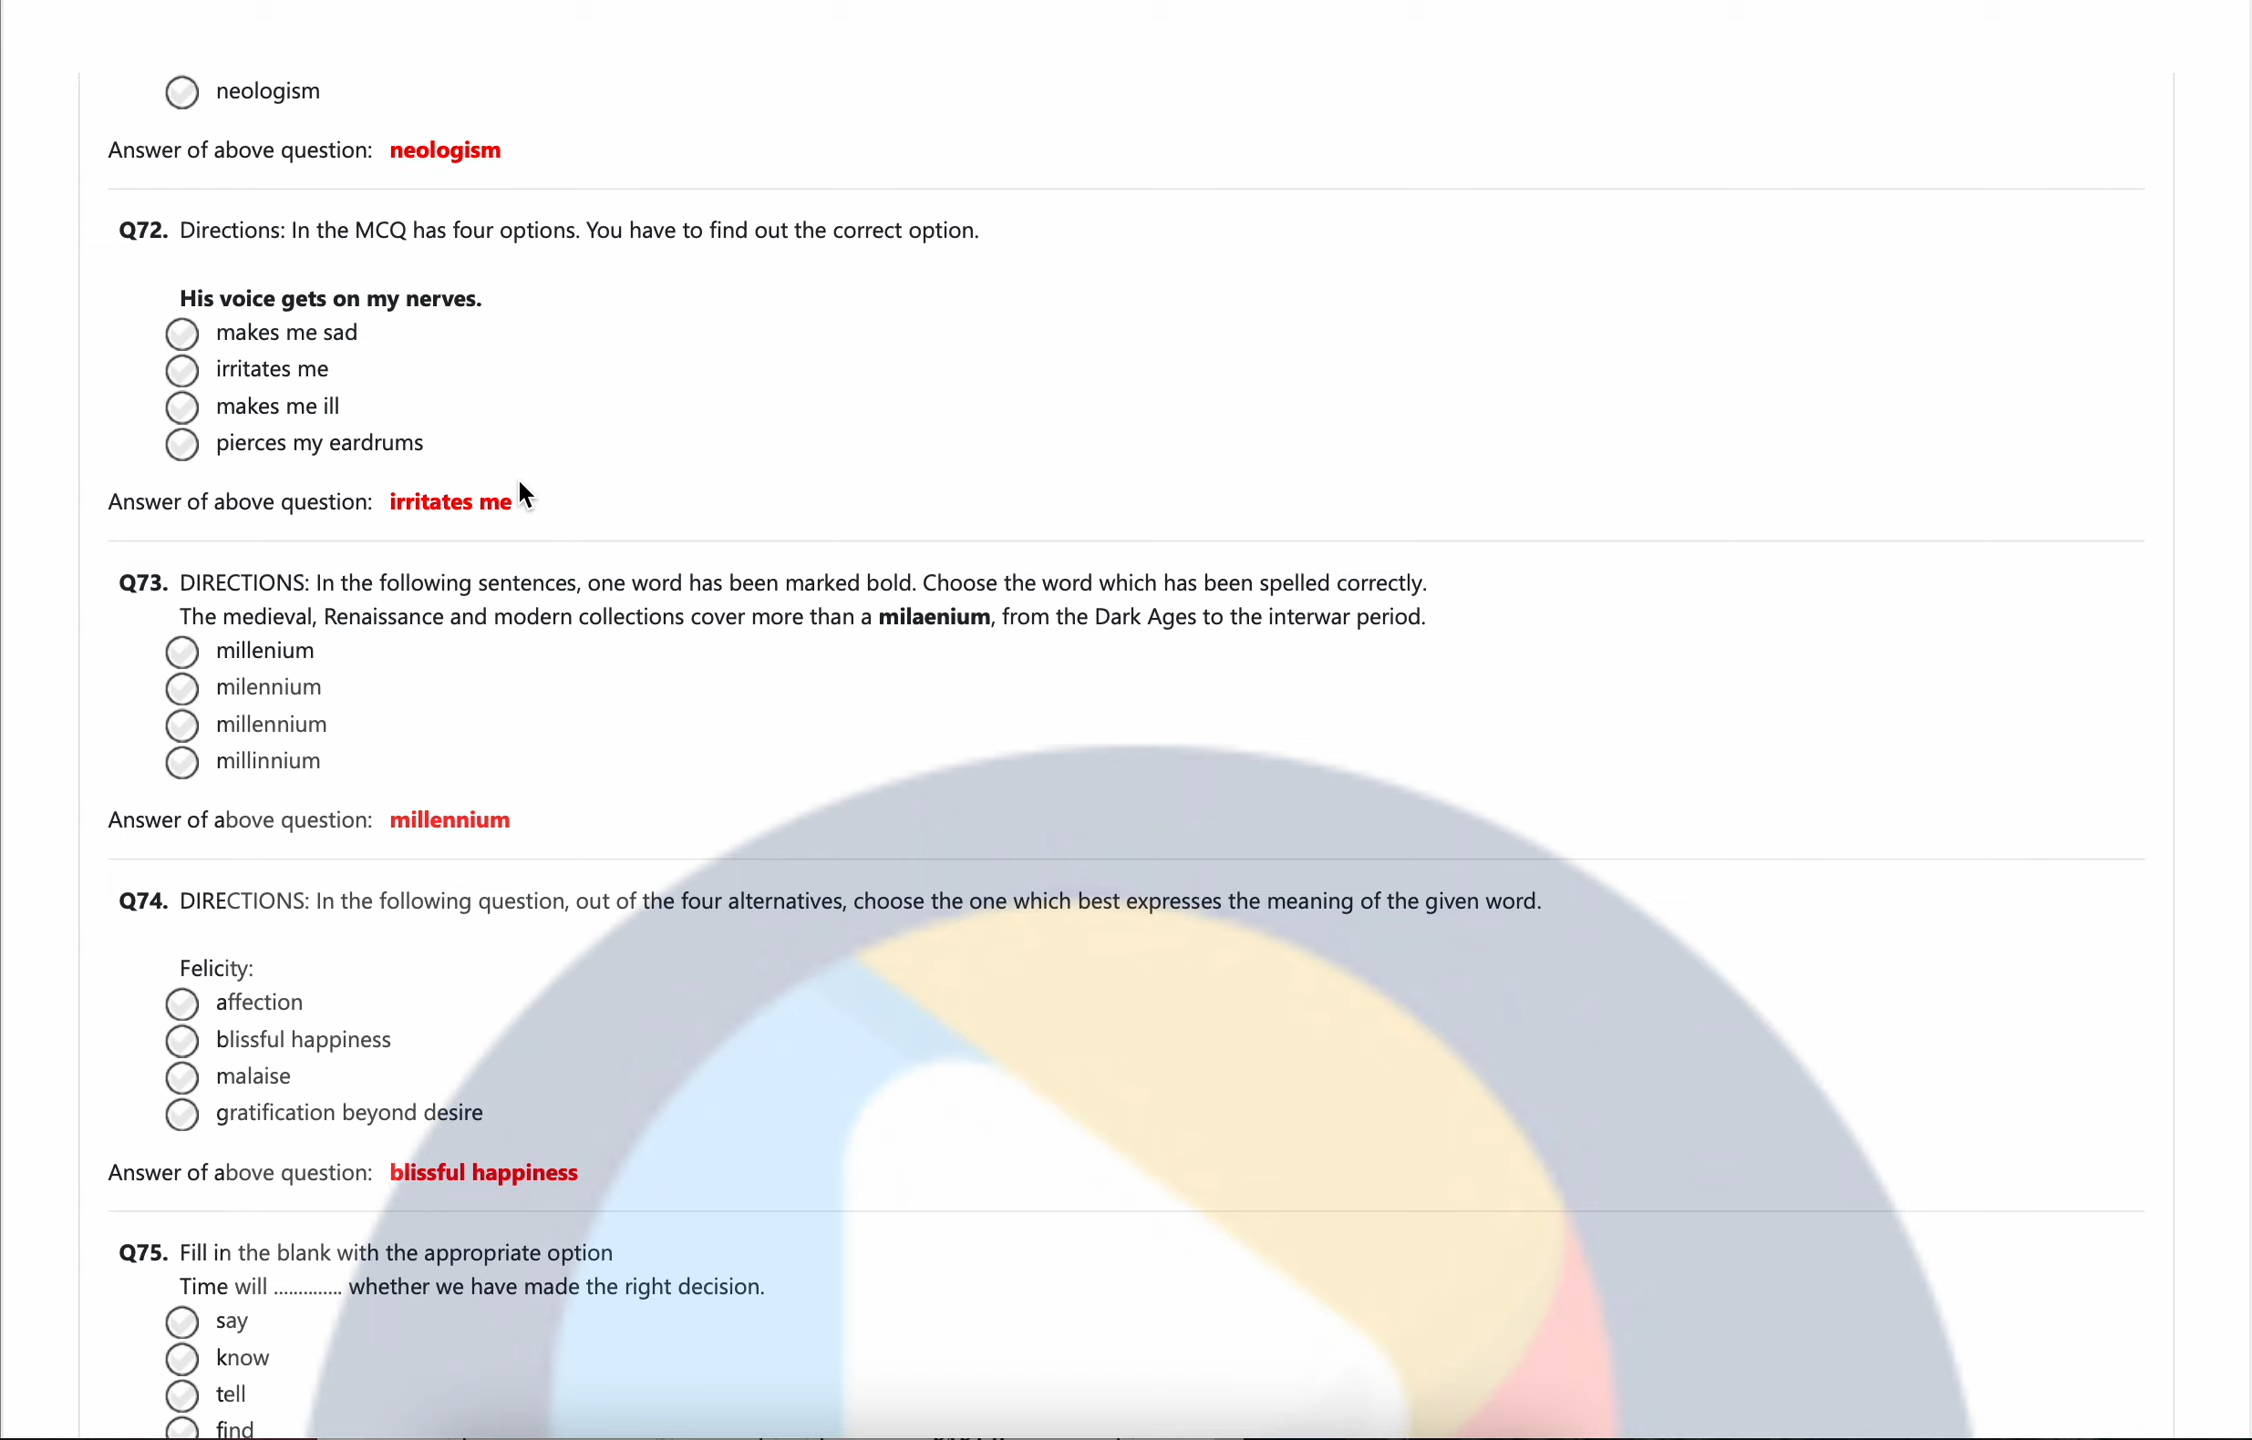 neologism
Answer of above question: neologism
Q72. Directions: In the MCQ has four options. You have to find out the correct option.
His voice gets on my nerves.
makes me sad
irritates me
makes me ill
pierces my eardrums
Answer of above question: irritates me
Q73. DIRECTIONS: In the following sentences, one word has been marked bold. Choose the word which has been spelled correctly.
The medieval, Renaissance and modern collections cover more than a milaenium, from the Dark Ages to the interwar period.
millenium
milennium
millennium
millinnium
Answer of above question: millennium
Q74. DIRECTIONS: In the following question, out of the four alternatives, choose the one which best expresses the meaning of the given word.
Felicity:
affection
blissful happiness
malaise
gratification beyond desire
Answer of above question: blissful happiness
Q75. Fill in the blank with the appropriate option
Time will .............. whether we have made the right decision.
say
know
tell
find